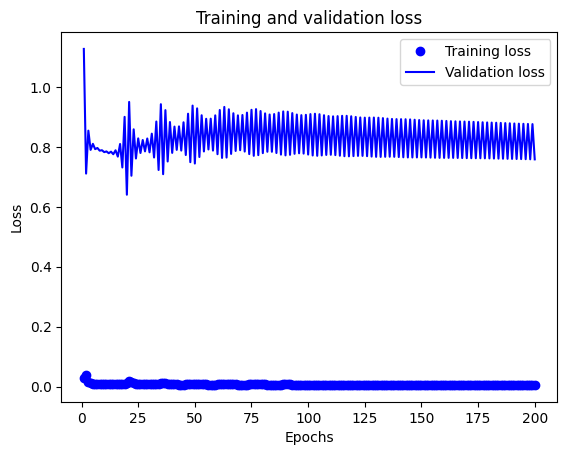 Training and validation loss
Training loss
Validation loss
1.0
0.8
0.6
0.4
0.2
0.0
Loss
0 25 50 75 100 125 150 175 200
Epochs